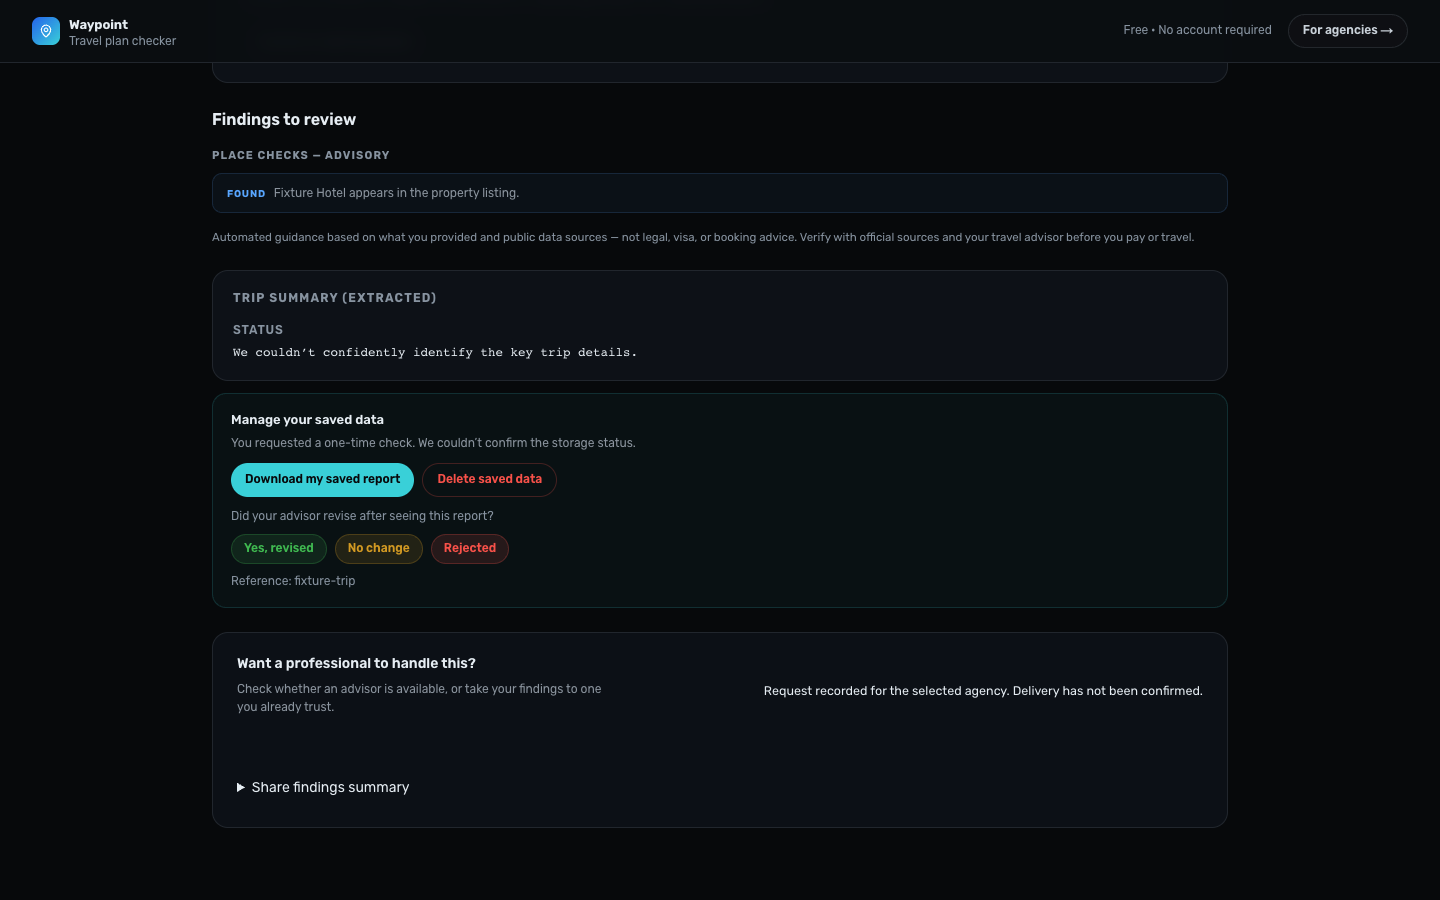 Waypoint
Travel plan checker
Free • No account required
For agencies →
Findings to review
PLACE CHECKS — ADVISORY
FOUND Fixture Hotel appears in the property listing.
Automated guidance based on what you provided and public data sources — not legal, visa, or booking advice. Verify with official sources and your travel advisor before you pay or travel.
TRIP SUMMARY (EXTRACTED)
STATUS
We couldn’t confidently identify the key trip details.
Manage your saved data
You requested a one-time check. We couldn’t confirm the storage status.
Download my saved report
Delete saved data
Did your advisor revise after seeing this report?
Yes, revised
No change
Rejected
Reference: fixture-trip
Want a professional to handle this?
Check whether an advisor is available, or take your findings to one
you already trust.
Request recorded for the selected agency. Delivery has not been confirmed.
Share findings summary